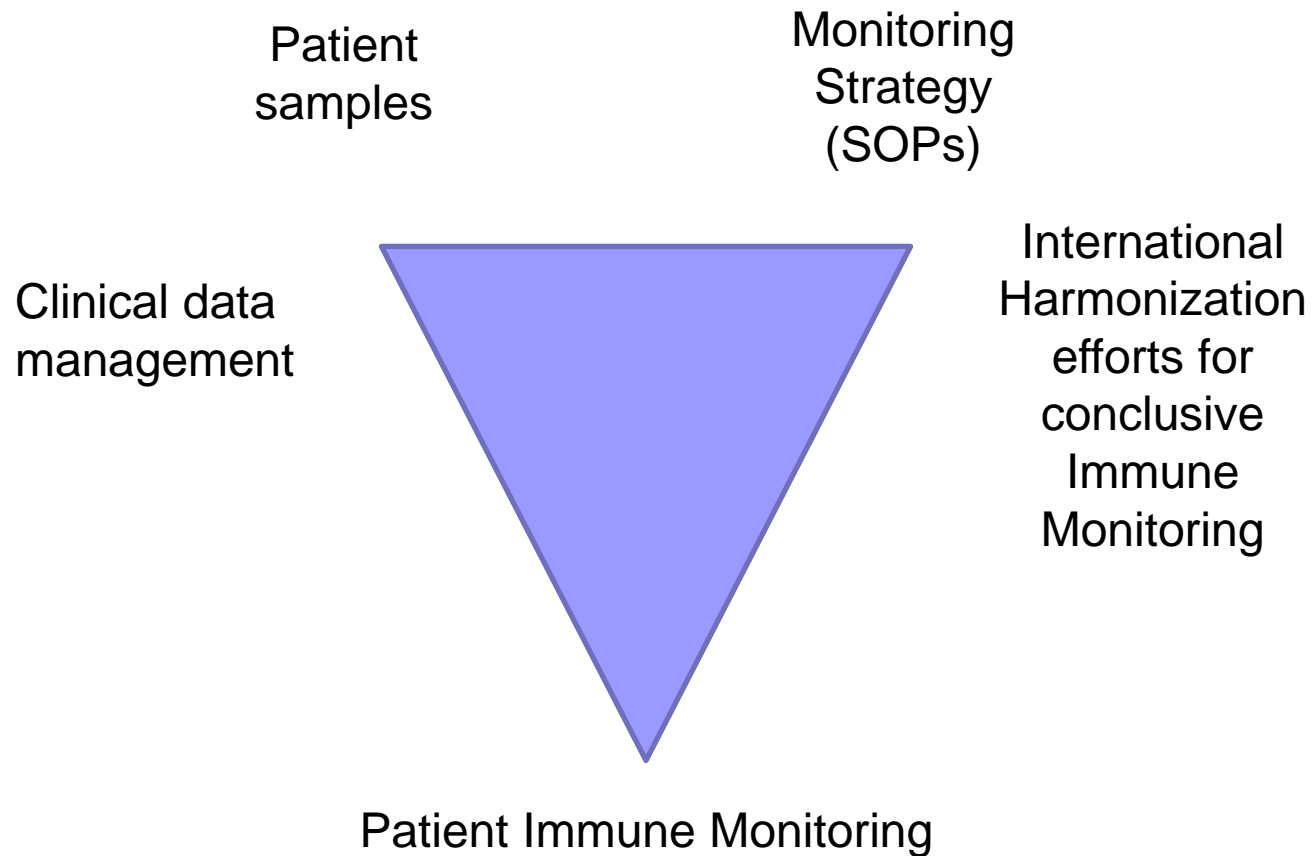 Patient
samples
Monitoring
Strategy
(SOPs)
Clinical data
management
International
Harmonization
efforts for
conclusive
Immune
Monitoring
Patient Immune Monitoring